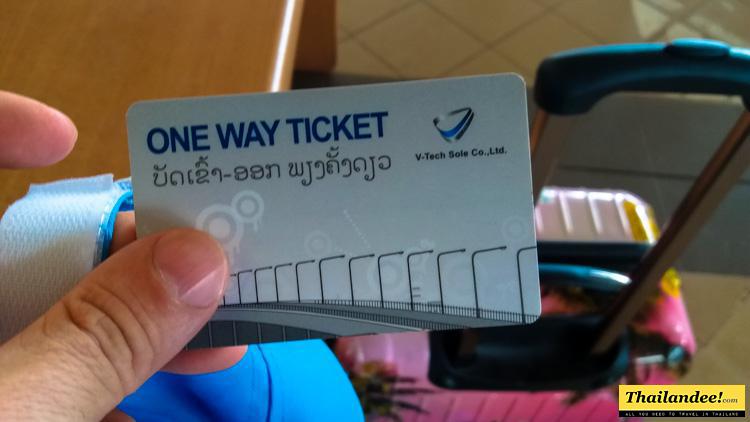 ONE WAY TICKET
ບັດເຂົ້າ-ອອກ ພຽງຄັ້ງດຽວ
V-Tech Sole Co.,Ltd.
Thailandee!.com
ALL YOU NEED TO TRAVEL IN THAILAND